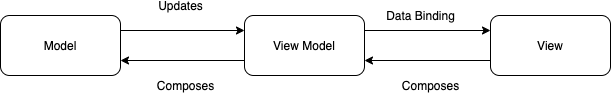 Updates
Data Binding
Model
View Model
View
Composes
Composes